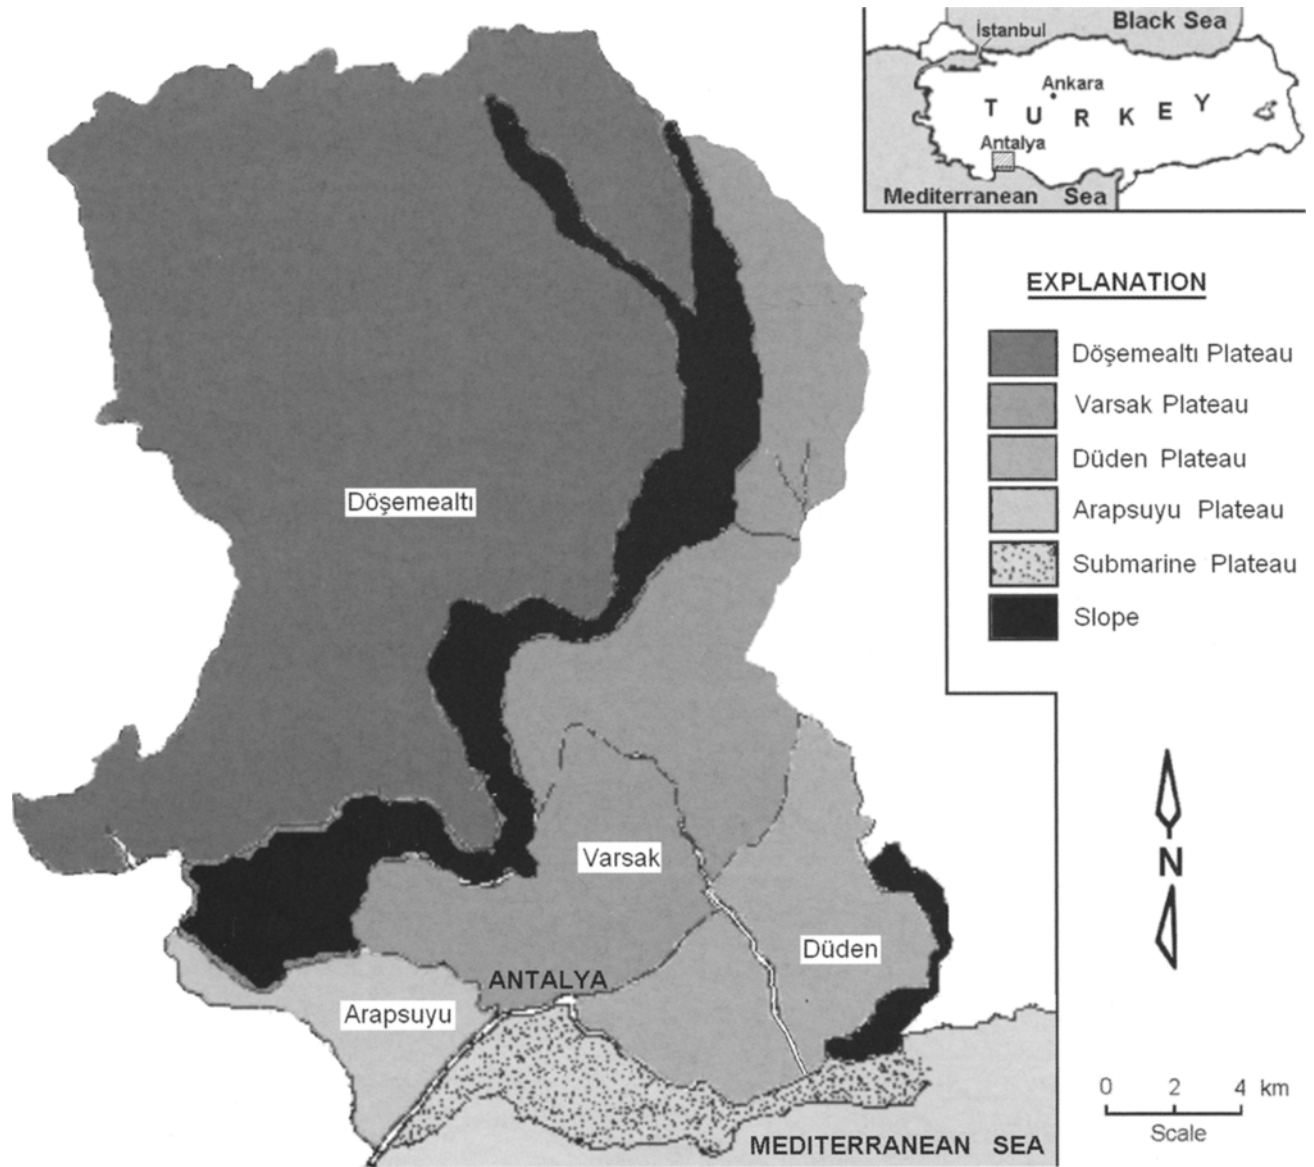 Black Sea
İstanbul
Ankara
T U R K E Y
Antalya
Mediterranean Sea
EXPLANATION
Döşemealtı Plateau
Varsak Plateau
Düden Plateau
Arapsuyu Plateau
Submarine Plateau
Slope
Döşemealtı
Varsak
Düden
ANTALYA
Arapsuyu
MEDITERRANEAN SEA
N
0 2 4 km
Scale